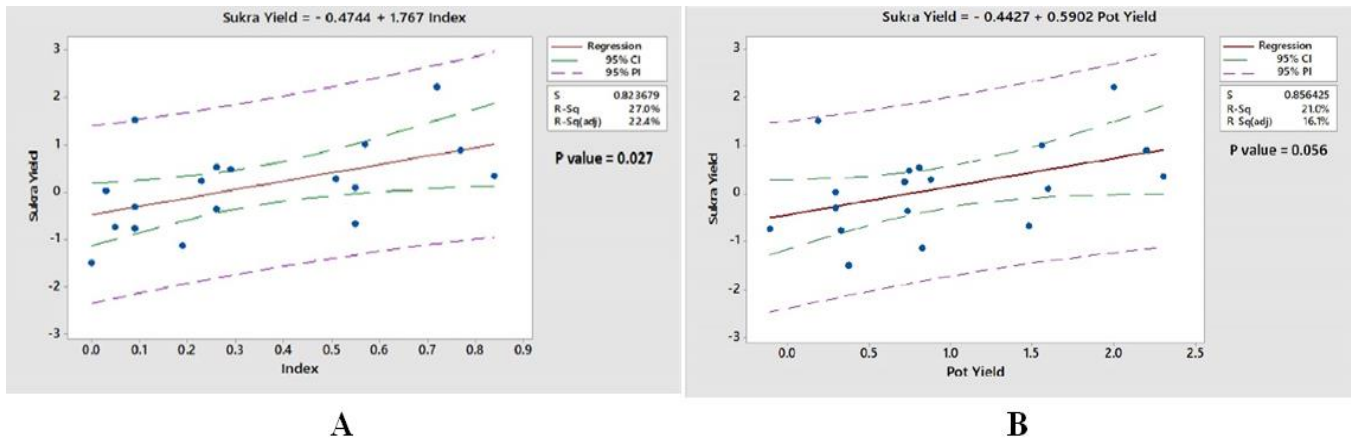 Sukra Yield = - 0.4744 + 1.767 Index
3
2
1
0
-1
-2
-3
Sukra Yield
0.0 0.1 0.2 0.3 0.4 0.5 0.6 0.7 0.8 0.9
Index
Regression
95% CI
95% PI
S 0.823679
R-Sq 27.0%
R-Sq(adj) 22.4%
P value = 0.027
A
Sukra Yield = - 0.4427 + 0.5902 Pot Yield
3
2
1
0
-1
-2
-3
Sukra Yield
0.0 0.5 1.0 1.5 2.0 2.5
Pot Yield
Regression
95% CI
95% PI
S 0.856425
R-Sq 21.0%
R-Sq(adj) 16.1%
P value = 0.056
B